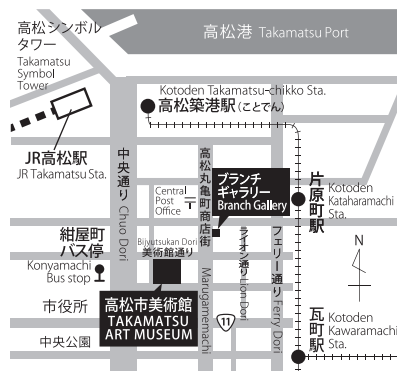 高松シンボル
タワー
Takamatsu
Symbol
Tower
高松港 Takamatsu Port
Kotoden Takamatsu-chikko Sta.
高松築港駅(ことでん)
JR高松駅
JR Takamatsu Sta.
中央通り Chuo Dori
高松丸亀町商店街
Marugamemachi
Central
Post
Office
〒
ブランチ
ギャラリー
Branch Gallery
片原町駅
Kotoden
Kataharamachi
Sta.
紺屋町
バス停
Konyamachi
Bus stop
Bijyutsukan Dori
美術館通り
ライオン通り Lion Dori
フェリー通り Ferry Dori
N
市役所
高松市美術館
TAKAMATSU
ART MUSEUM
11
瓦町駅
Kotoden
Kawaramachi
Sta.
中央公園